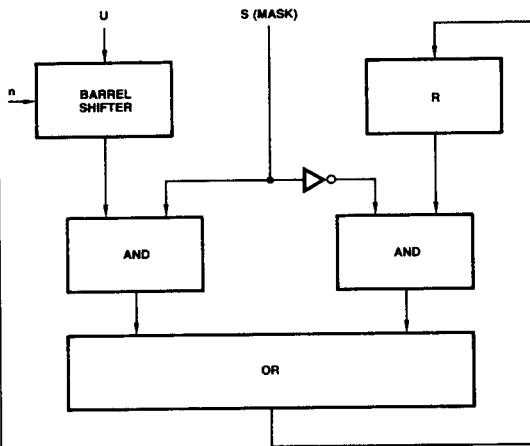 U
S (MASK)
n
BARREL
SHIFTER
R
AND
AND
OR